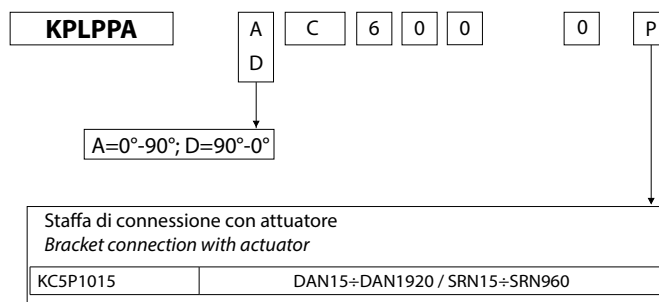 KPLPPA A C 6 0 0 0 P
D
A=0°-90°; D=90°-0°
Staffa di connessione con attuatore
Bracket connection with actuator
KC5P1015 DAN15÷DAN1920 / SRN15÷SRN960